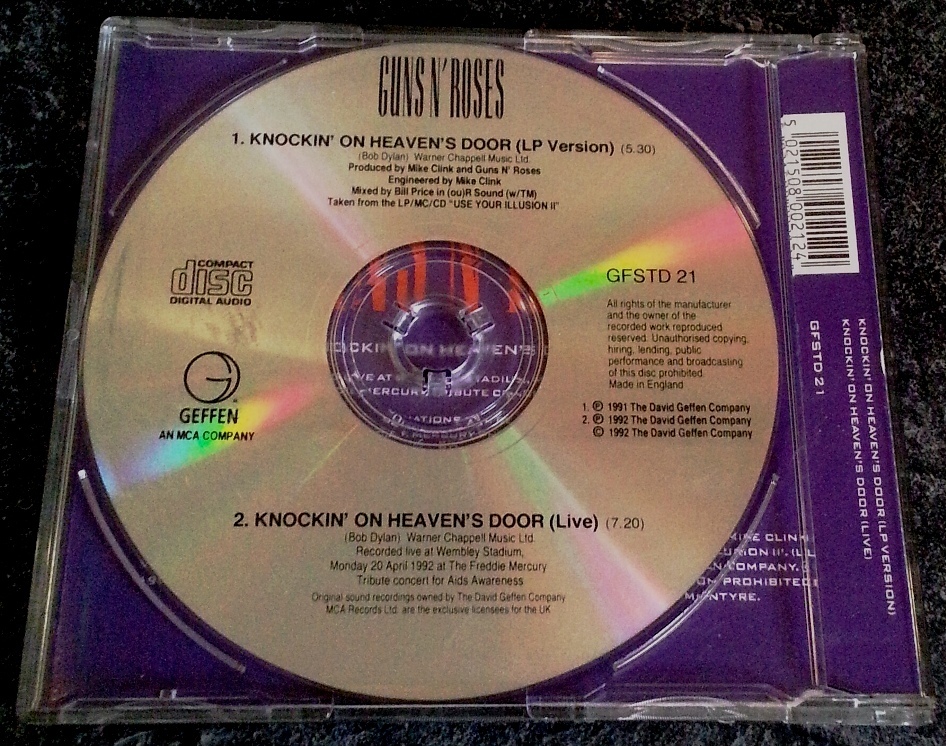 GUNS N' ROSES
1. KNOCKIN' ON HEAVEN'S DOOR (LP Version) (5.30)
(Bob Dylan) Warner Chappell Music Ltd.
Produced by Mike Clink and Guns N' Roses
Engineered by Mike Clink
Mixed by Bill Price in (ou)R Sound (w/TM)
Taken from the LP/MC/CD "USE YOUR ILLUSION II"
COMPACT
disc
DIGITAL AUDIO
GEFFEN
AN MCA COMPANY
GFSTD 21
All rights of the manufacturer
and the owner of the
recorded work reproduced
reserved. Unauthorised copying,
hiring, lending, public
performance and broadcasting
of this disc prohibited.
Made in England
1. ℗ 1991 The David Geffen Company
2. ℗ 1992 The David Geffen Company
© 1992 The David Geffen Company
2. KNOCKIN' ON HEAVEN'S DOOR (Live) (7.20)
(Bob Dylan) Warner Chappell Music Ltd.
Recorded live at Wembley Stadium,
Monday 20 April 1992 at The Freddie Mercury
Tribute concert for Aids Awareness
Original sound recordings owned by The David Geffen Company
MCA Records Ltd. are the exclusive licensees for the UK
ON HEAVEN'S
5 021508 002124
KNOCKIN' ON HEAVEN'S DOOR (LP VERSION)
KNOCKIN' ON HEAVEN'S DOOR (LIVE)
GFSTD 21
CLINK
COMPANY.
PROHIBITED